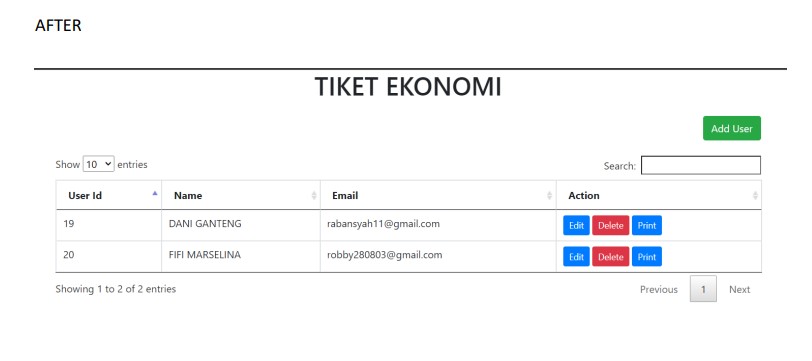 AFTER
TIKET EKONOMI
Add User
Show 10 entries
Search:
User Id Name Email Action
19 DANI GANTENG rabansyah11@gmail.com Edit Delete Print
20 FIFI MARSELINA robby280803@gmail.com Edit Delete Print
Showing 1 to 2 of 2 entries
Previous 1 Next